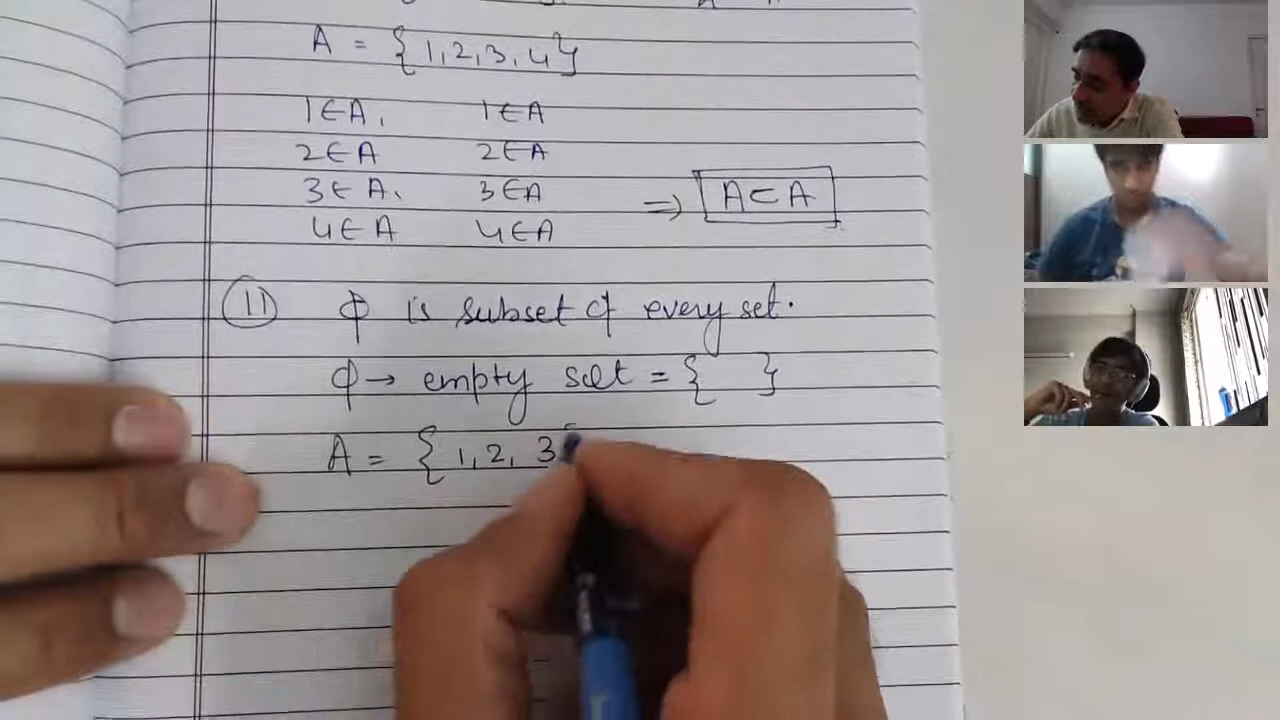 A = {1,2,3,4}
1∈A, 1∈A
2∈A 2∈A
3∈A, 3∈A ⇒ A⊂A
4∈A 4∈A
(11) ϕ is subset of every set.
ϕ→ empty set = { }
A = { 1, 2, 3